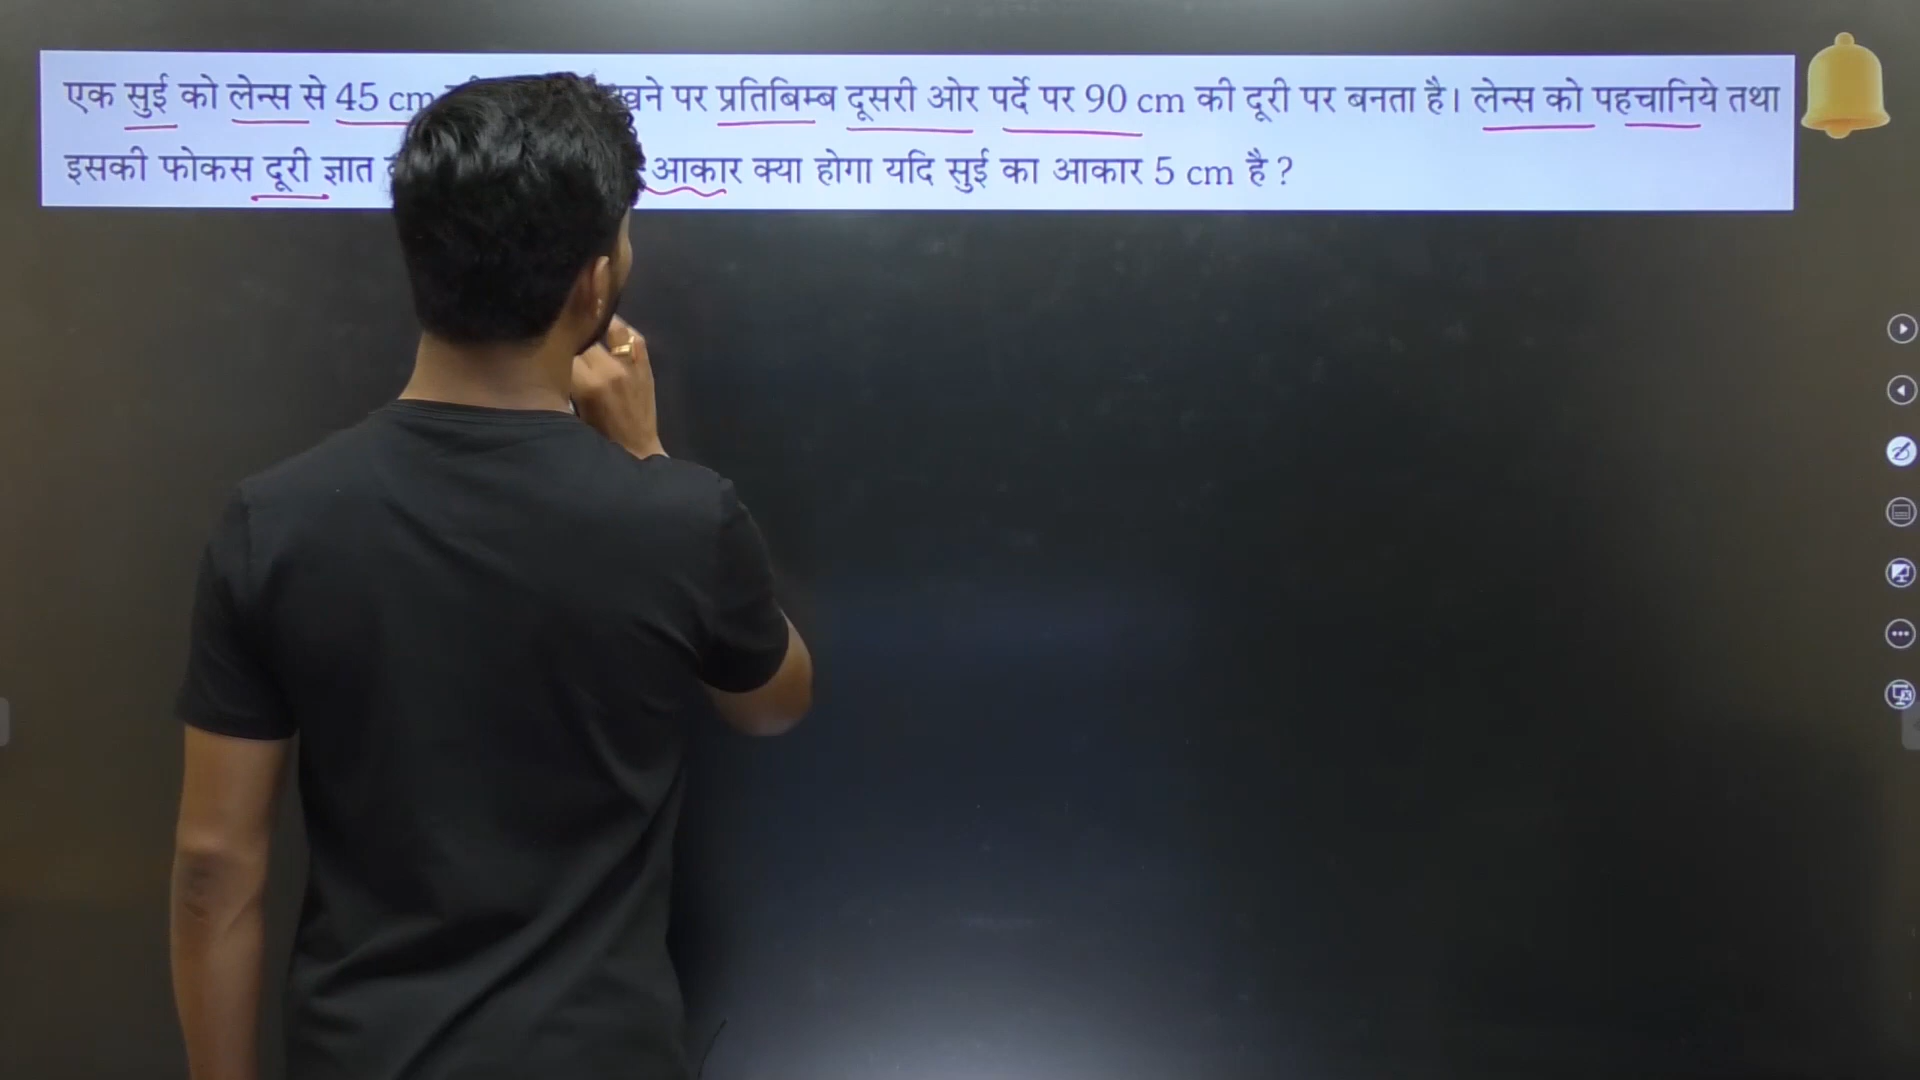 एक सुई को लेन्स से 45 cm पर प्रतिबिम्ब दूसरी ओर पर्दे पर 90 cm की दूरी पर बनता है। लेन्स को पहचानिये तथा
इसकी फोकस दूरी ज्ञात आकार क्या होगा यदि सुई का आकार 5 cm है ?